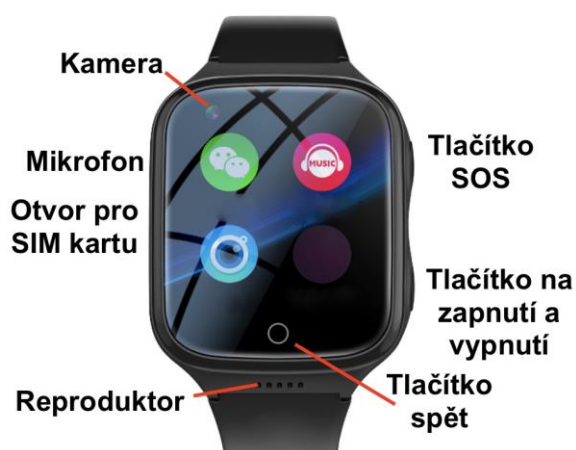 Kamera
Mikrofon
Otvor pro
SIM kartu
MUSIC
Tlačítko
SOS
Tlačítko na
zapnutí a
vypnutí
Tlačítko
spět
Reproduktor